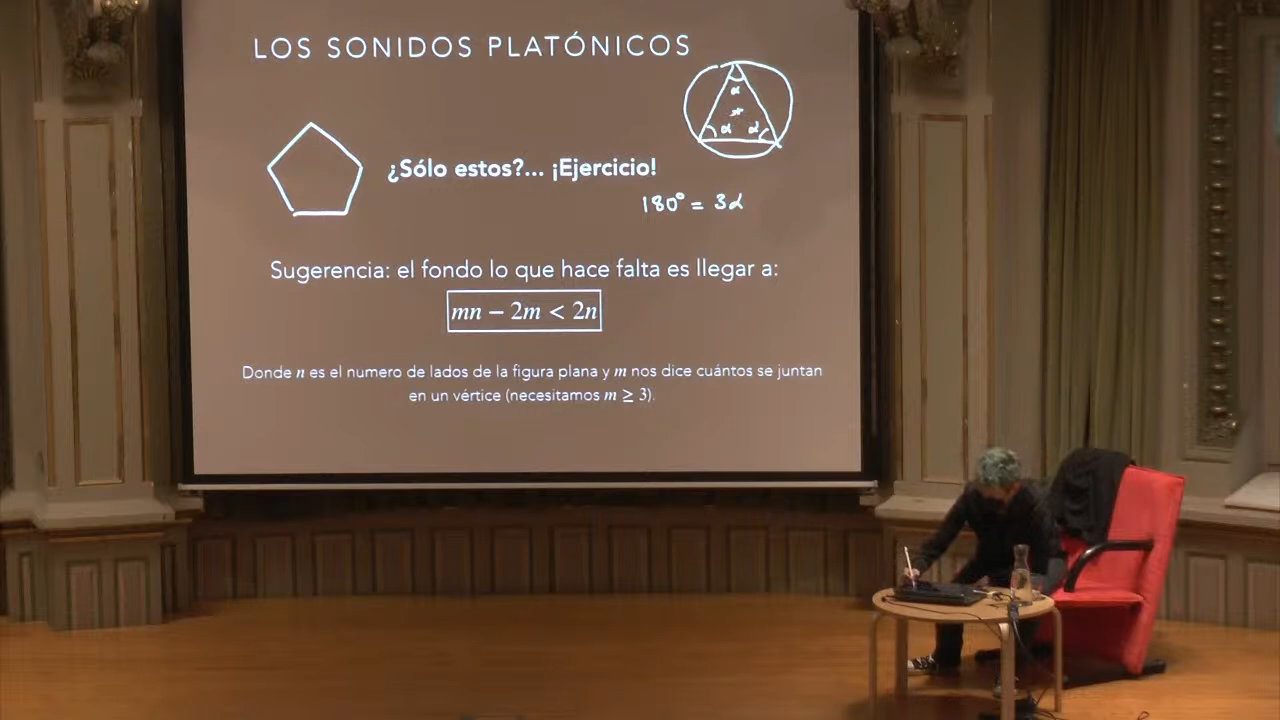 LOS SONIDOS PLATÓNICOS
α
α α
¿Sólo estos?... ¡Ejercicio!
180° = 3α
Sugerencia: el fondo lo que hace falta es llegar a:
mn − 2m < 2n
Donde n es el numero de lados de la figura plana y m nos dice cuántos se juntan
en un vértice (necesitamos m ≥ 3).